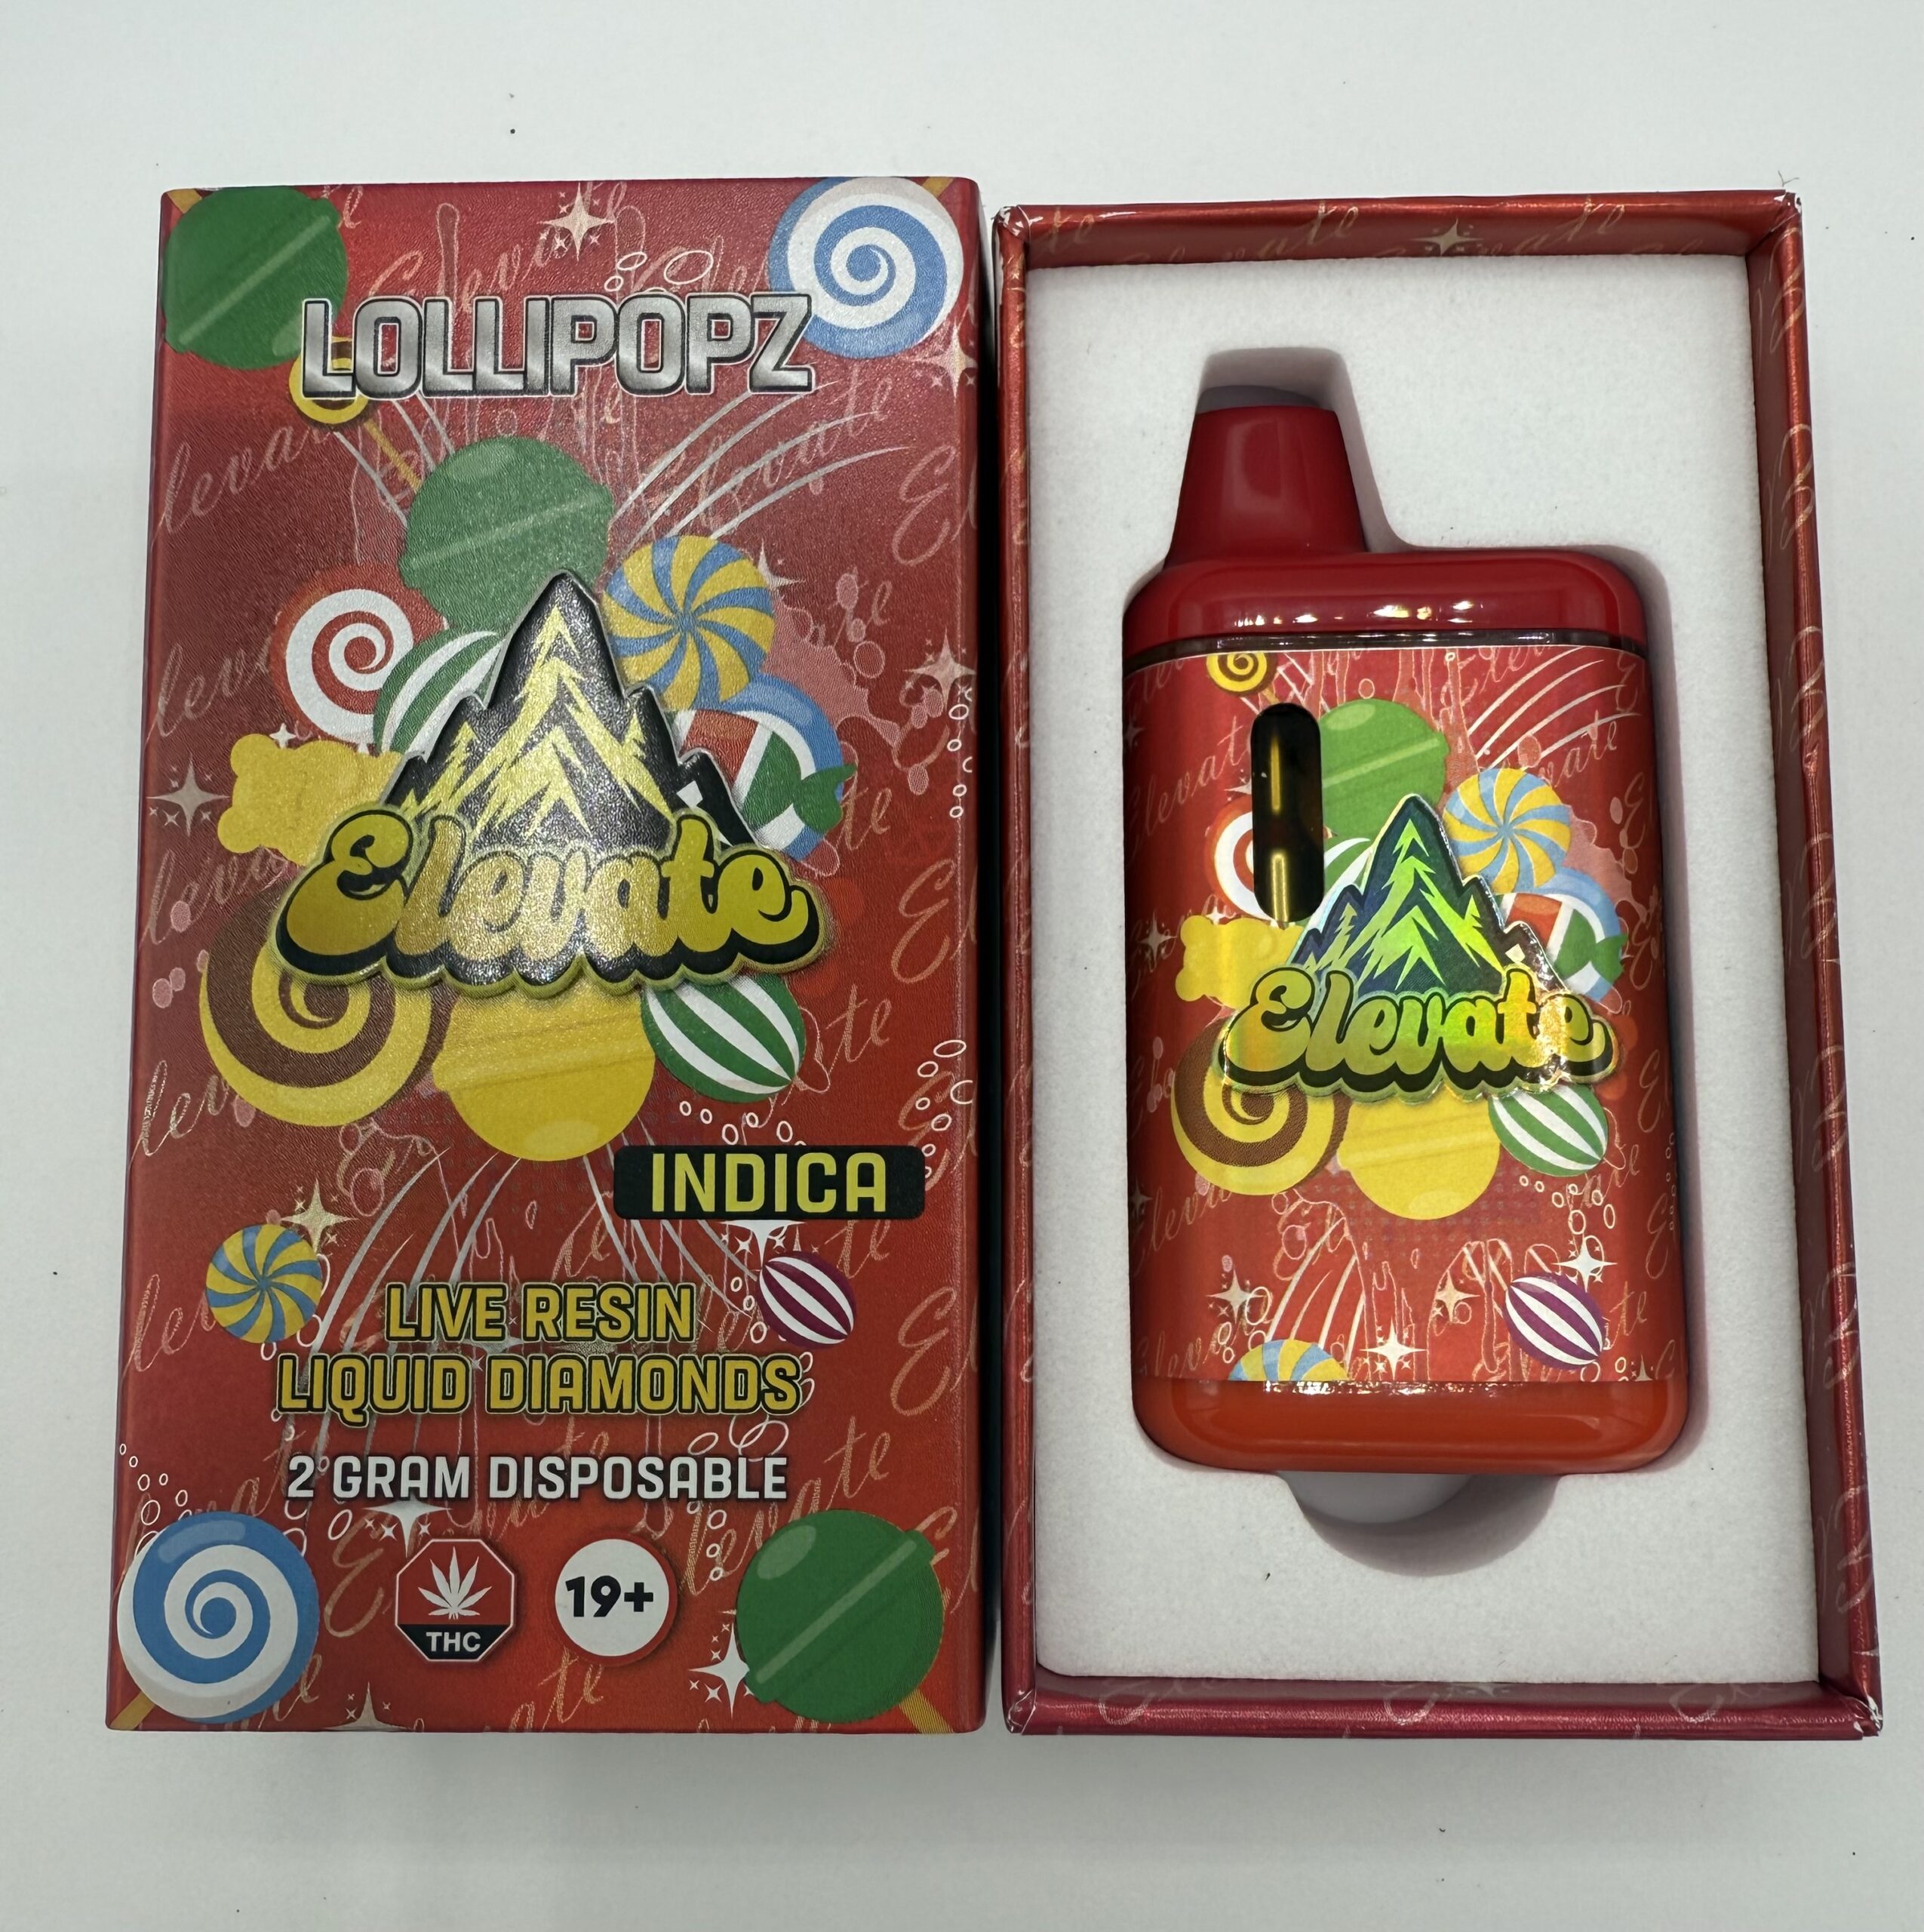 LOLLIPOPZ
Elevate
INDICA
LIVE RESIN
LIQUID DIAMONDS
2 GRAM DISPOSABLE
THC
19+
Elevate